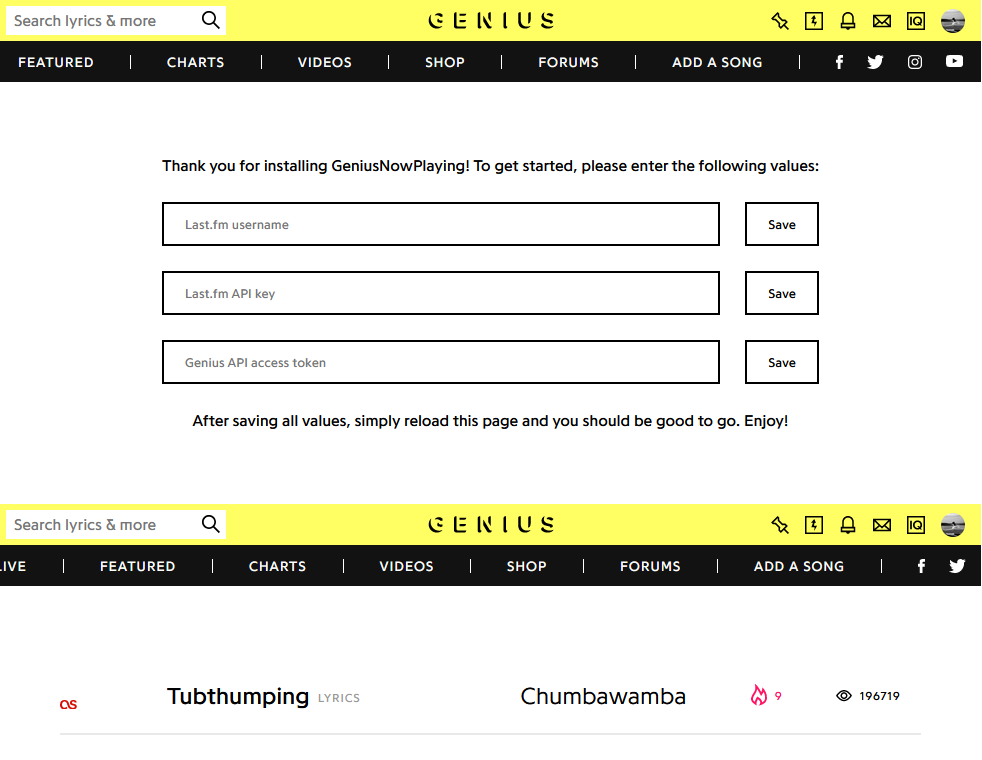 Search lyrics & more
GENIUS
IQ
FEATURED CHARTS VIDEOS SHOP FORUMS ADD A SONG
Thank you for installing GeniusNowPlaying! To get started, please enter the following values:
Last.fm username Save
Last.fm API key Save
Genius API access token Save
After saving all values, simply reload this page and you should be good to go. Enjoy!
Search lyrics & more
GENIUS
IQ
IVE FEATURED CHARTS VIDEOS SHOP FORUMS ADD A SONG
Tubthumping LYRICS Chumbawamba 9 196719